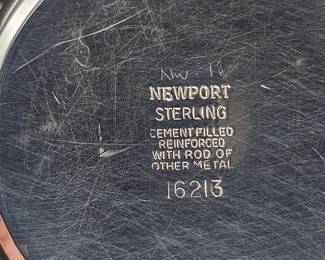 NEWPORT
STERLING
CEMENT FILLED
REINFORCED
WITH ROD OF
OTHER METAL
16213